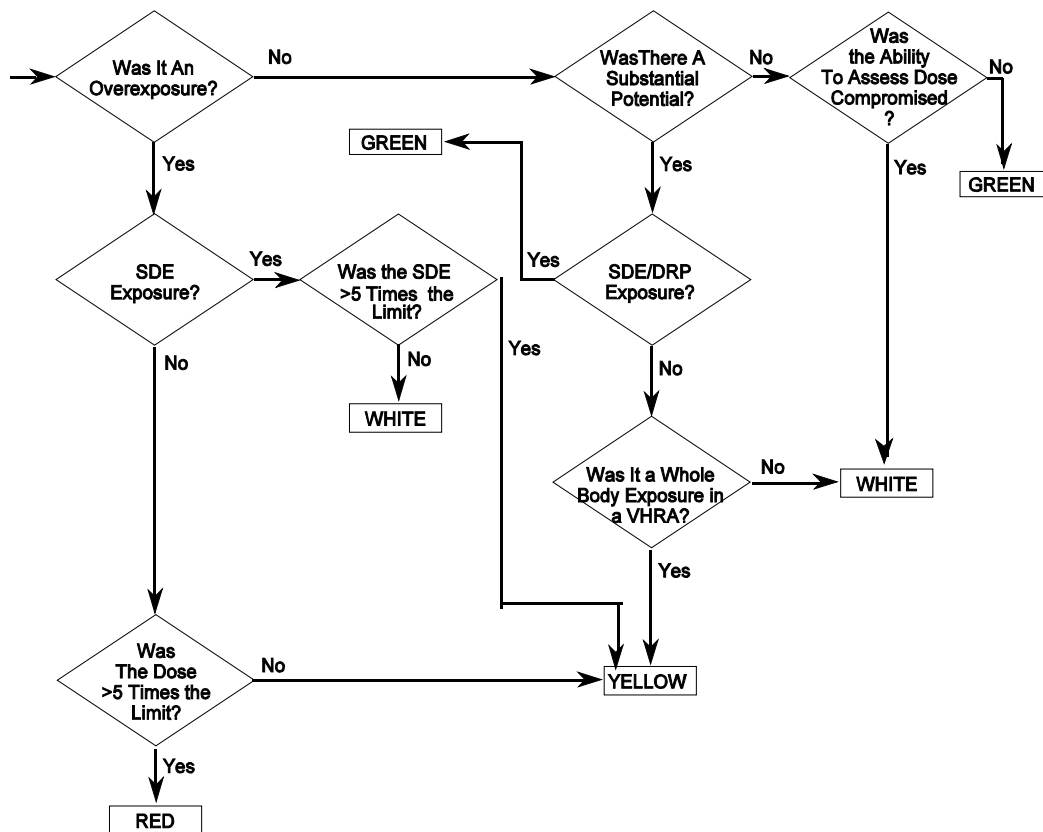 Was It An
Overexposure?
No
WasThere A
Substantial
Potential?
No
Was
the Ability
To Assess Dose
Compromised
?
No
GREEN
Yes
GREEN
Yes
Yes
SDE
Exposure?
Yes
Was the SDE
>5 Times the
Limit?
Yes
No
WHITE
Yes
SDE/DRP
Exposure?
No
No
Was It a Whole
Body Exposure in
a VHRA?
No
WHITE
Yes
Was
The Dose
>5 Times the
Limit?
No
YELLOW
Yes
RED